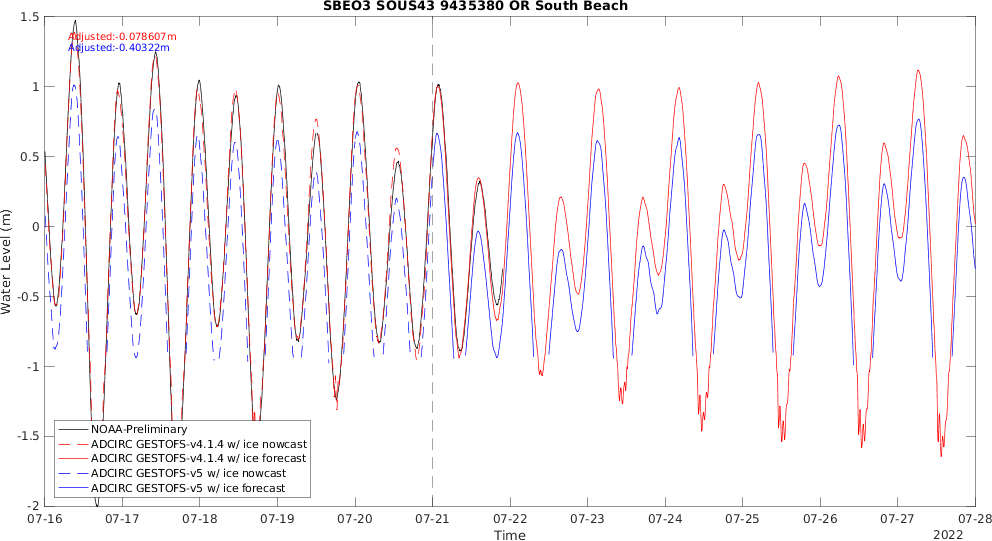 SBEO3 SOUS43 9435380 OR South Beach
Adjusted:-0.078607m
Adjusted:-0.40322m
1.5
1
0.5
0
-0.5
-1
-1.5
-2
Water Level (m)
NOAA-Preliminary
ADCIRC GESTOFS-v4.1.4 w/ ice nowcast
ADCIRC GESTOFS-v4.1.4 w/ ice forecast
ADCIRC GESTOFS-v5 w/ ice nowcast
ADCIRC GESTOFS-v5 w/ ice forecast
07-16 07-17 07-18 07-19 07-20 07-21 07-22 07-23 07-24 07-25 07-26 07-27 07-28
Time
2022